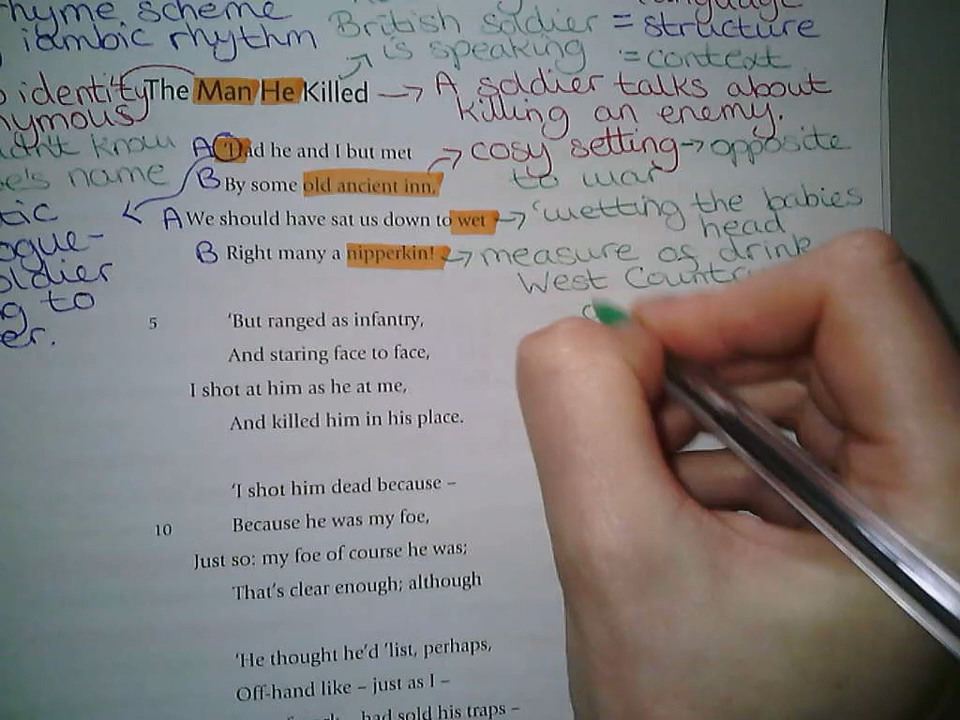 hyme scheme
British soldier = structure
iambic rhythm
is speaking = context
identity The Man He Killed → A soldier talks about
killing an enemy.
A 'Had he and I but met → cosy setting → opposite
to war
name B By some old ancient inn,
A We should have sat us down to wet → 'wetting the babies
head
B Right many a nipperkin! → measure of drink
West
to
5 'But ranged as infantry,
And staring face to face,
I shot at him as he at me,
And killed him in his place.
'I shot him dead because –
10 Because he was my foe,
Just so: my foe of course he was;
That's clear enough; although
'He thought he'd 'list, perhaps,
Off-hand like – just as I –
had sold his traps –